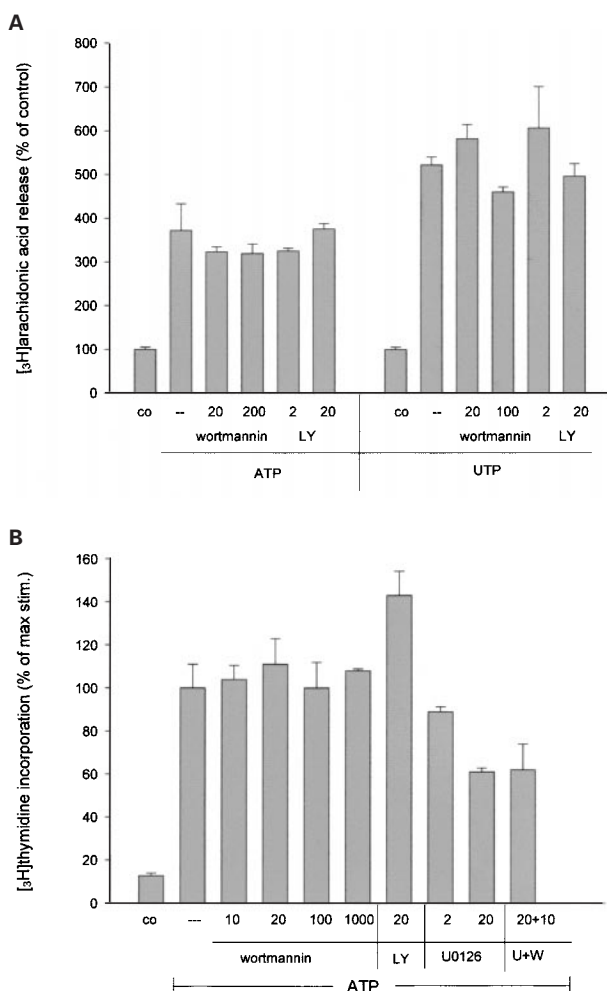 A
[3H]arachidonic acid release (% of control)
800
700
600
500
400
300
200
100
0
co -- 20 200 2 20 co -- 20 100 2 20
wortmannin LY wortmannin LY
ATP UTP
B
[3H]thymidine incorporation (% of max stim.)
160
140
120
100
80
60
40
20
0
co --- 10 20 100 1000 20 2 20 20+10
wortmannin LY U0126 U+W
ATP